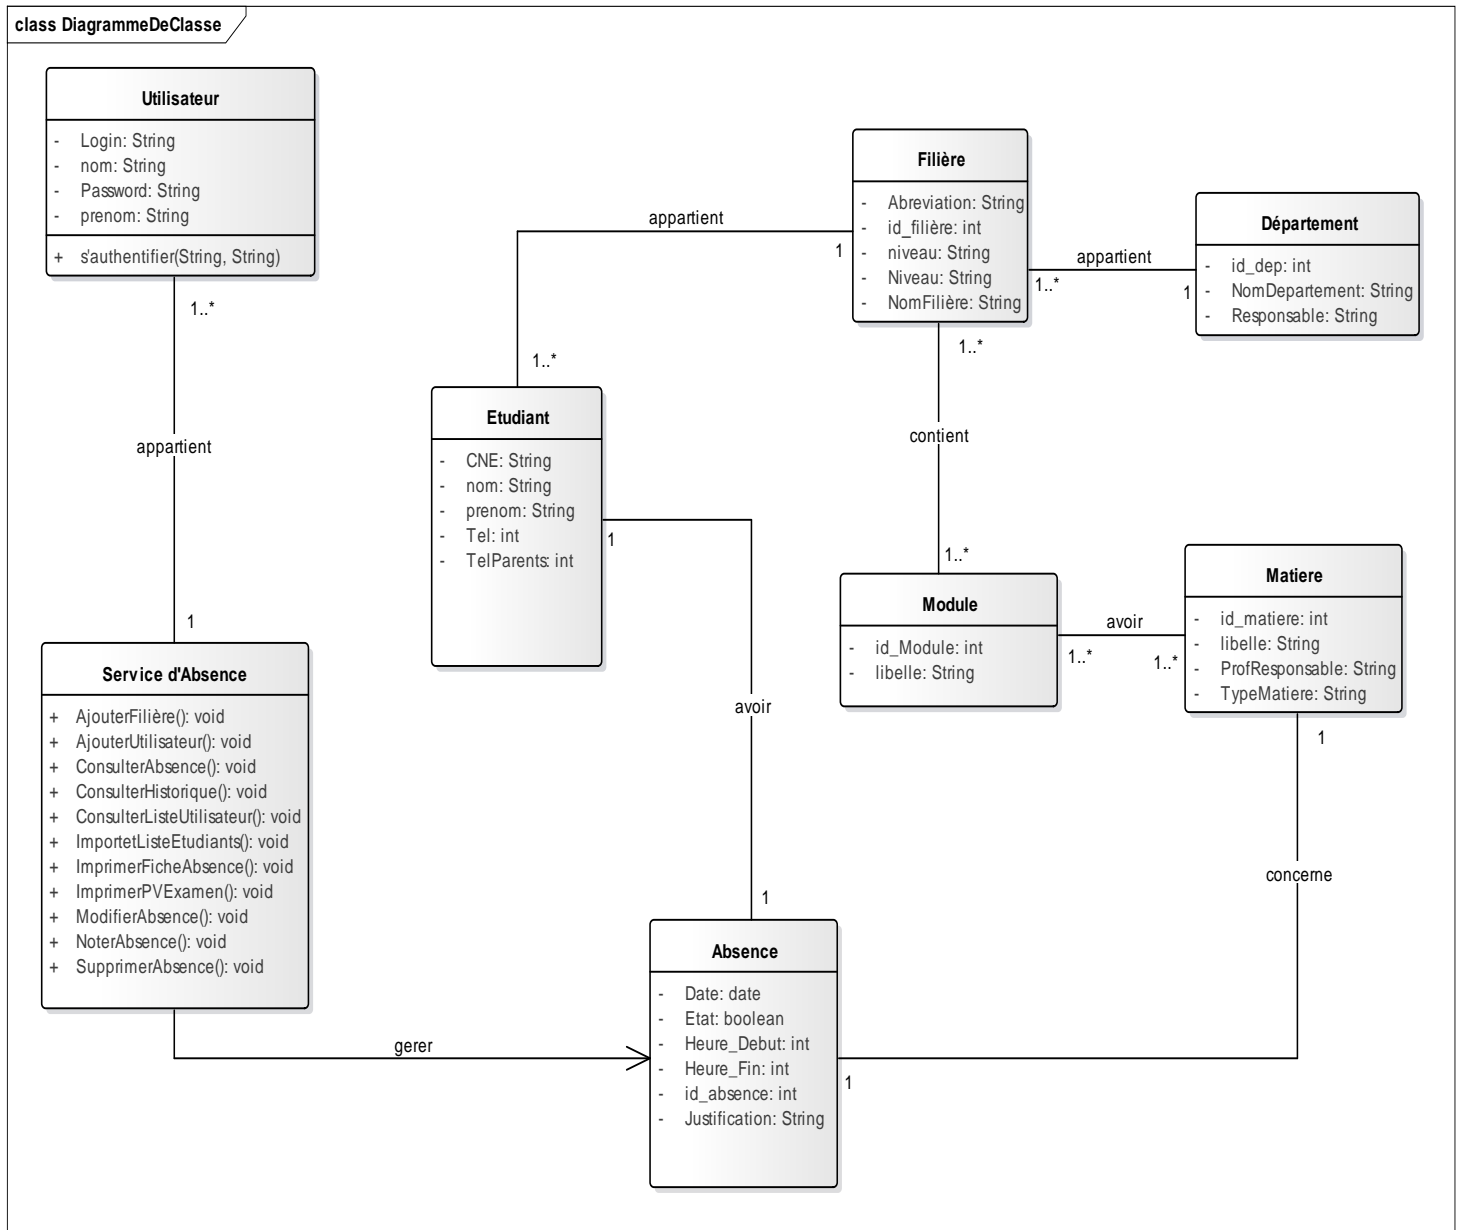 class DiagrammeDeClasse
Utilisateur
- Login: String
- nom: String
- Password: String
- prenom: String
+ s'authentifier(String, String)
1..*
appartient
1
Service d'Absence
+ AjouterFilière(): void
+ AjouterUtilisateur(): void
+ ConsulterAbsence(): void
+ ConsulterHistorique(): void
+ ConsulterListeUtilisateur(): void
+ ImportetListeEtudiants(): void
+ ImprimerFicheAbsence(): void
+ ImprimerPVExamen(): void
+ ModifierAbsence(): void
+ NoterAbsence(): void
+ SupprimerAbsence(): void
gerer
Filière
- Abreviation: String
- id_filière: int
- niveau: String
- Niveau: String
- NomFilière: String
appartient
1
1..*
appartient
1..*
1
Département
- id_dep: int
- NomDepartement: String
- Responsable: String
Etudiant
- CNE: String
- nom: String
- prenom: String
- Tel: int
- TelParents: int
1..*
contient
1..*
1
avoir
1
Module
- id_Module: int
- libelle: String
avoir
1..*
1..*
Matiere
- id_matiere: int
- libelle: String
- ProfResponsable: String
- TypeMatiere: String
1
concerne
1
Absence
- Date: date
- Etat: boolean
- Heure_Debut: int
- Heure_Fin: int
- id_absence: int
- Justification: String